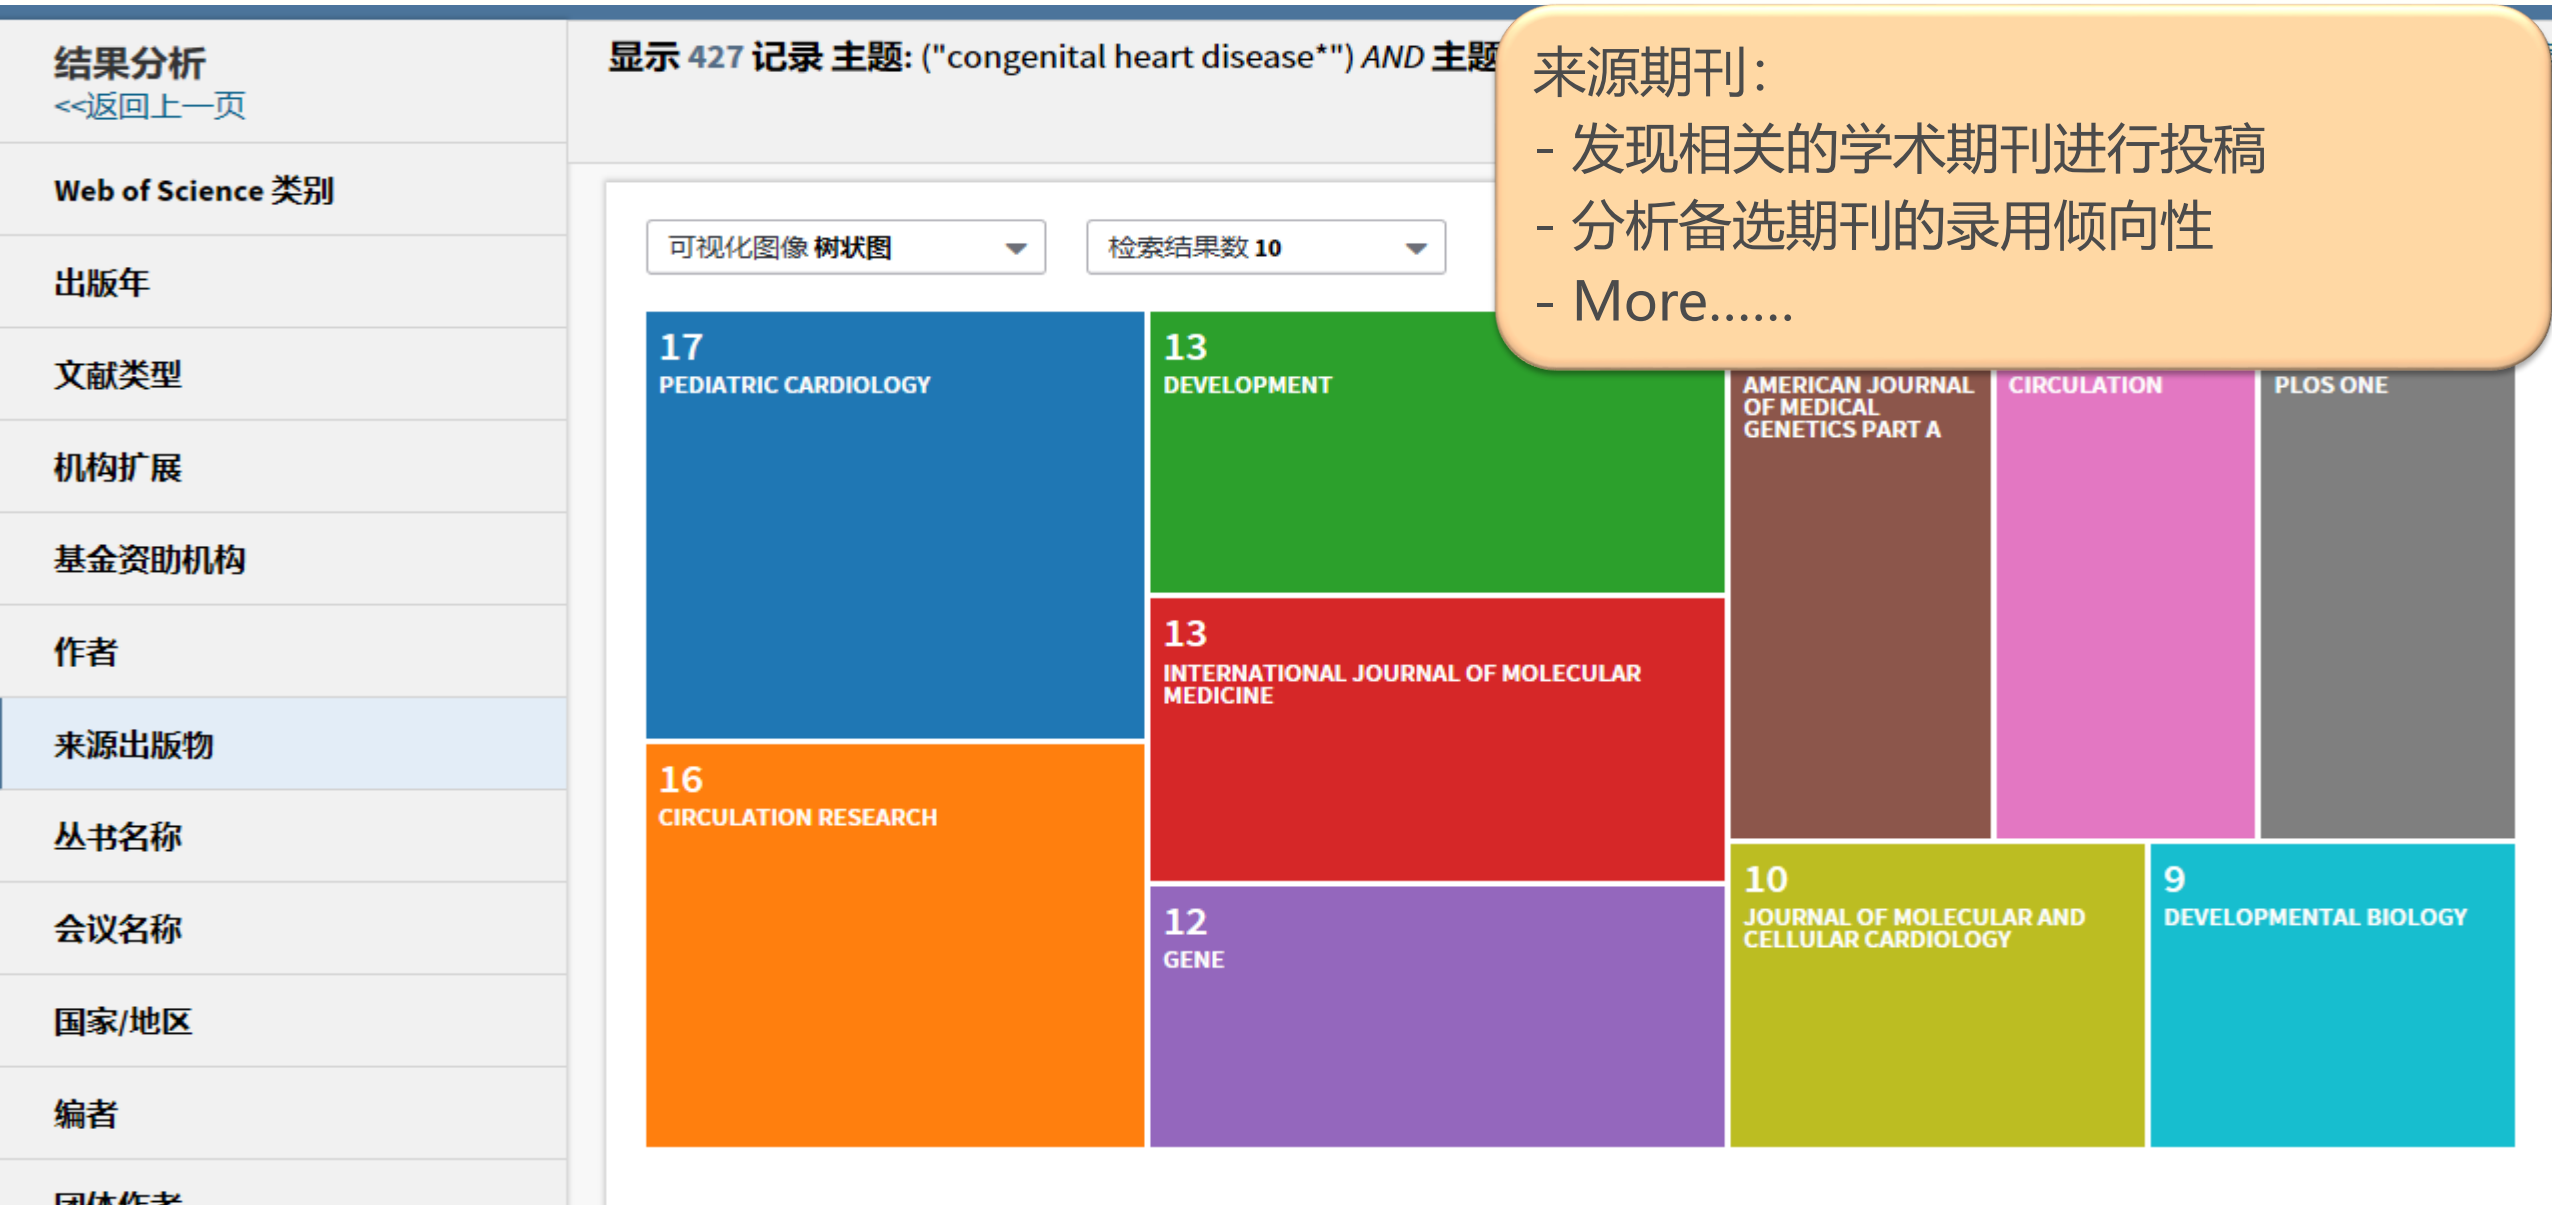 结果分析
<<返回上一页
Web of Science 类别
出版年
文献类型
机构扩展
基金资助机构
作者
来源出版物
丛书名称
会议名称
国家/地区
编者
团体作者
显示 427 记录 主题: ("congenital heart disease*") AND 主题
来源期刊：
- 发现相关的学术期刊进行投稿
- 分析备选期刊的录用倾向性
- More......
可视化图像 树状图
检索结果数 10
17
PEDIATRIC CARDIOLOGY
16
CIRCULATION RESEARCH
13
DEVELOPMENT
13
INTERNATIONAL JOURNAL OF MOLECULAR
MEDICINE
12
GENE
AMERICAN JOURNAL
OF MEDICAL
GENETICS PART A
CIRCULATION
PLOS ONE
10
JOURNAL OF MOLECULAR AND
CELLULAR CARDIOLOGY
9
DEVELOPMENTAL BIOLOGY